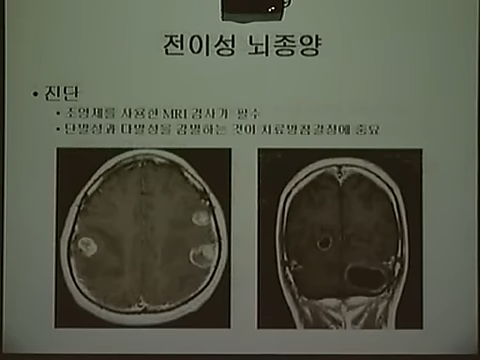 전이성 뇌종양
• 진단
• 조영제를 사용한 MRI 검사가 필수
• 단발성과 다발성을 감별하는 것이 치료방침결정에 중요